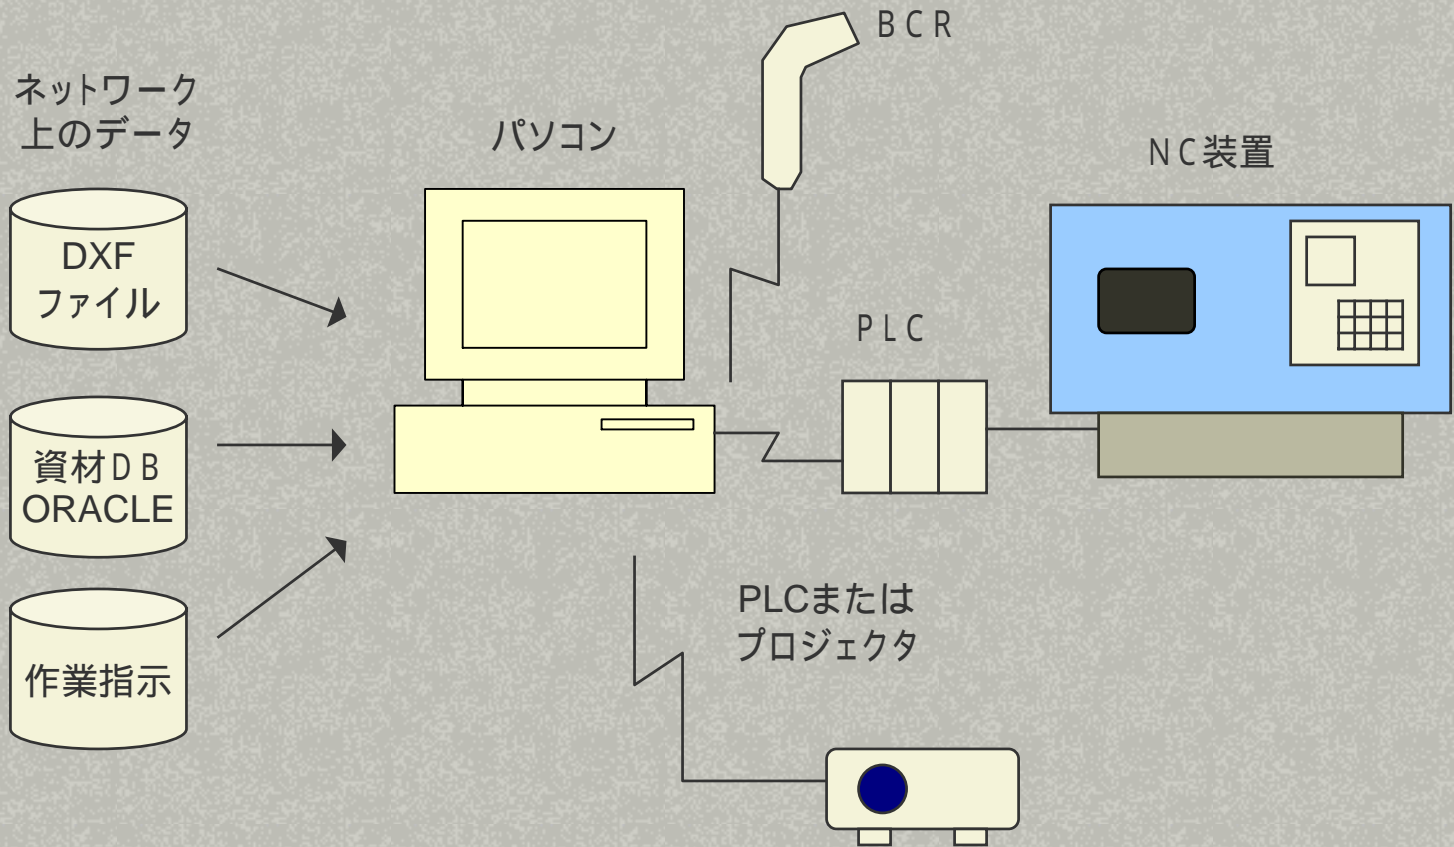 ネットワーク
上のデータ
DXF
ファイル
資材DB
ORACLE
作業指示
パソコン
BCR
PLC
NC装置
PLCまたは
プロジェクタ